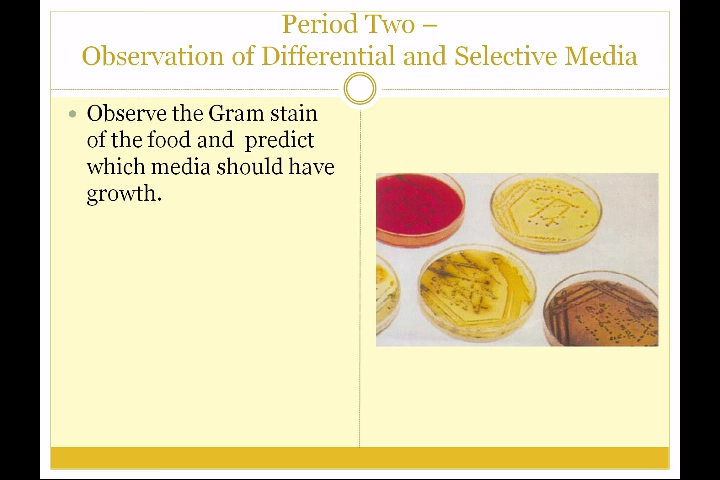 Period Two –
Observation of Differential and Selective Media
Observe the Gram stain
of the food and predict
which media should have
growth.